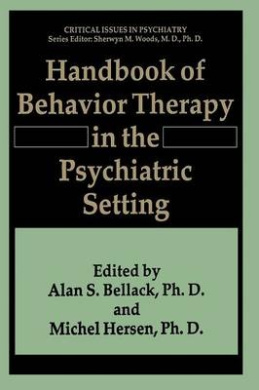 CRITICAL ISSUES IN PSYCHIATRY
Series Editor: Sherwyn M. Woods, M. D., Ph. D.
Handbook of
Behavior Therapy
in the
Psychiatric
Setting
Edited by
Alan S. Bellack, Ph. D.
and
Michel Hersen, Ph. D.